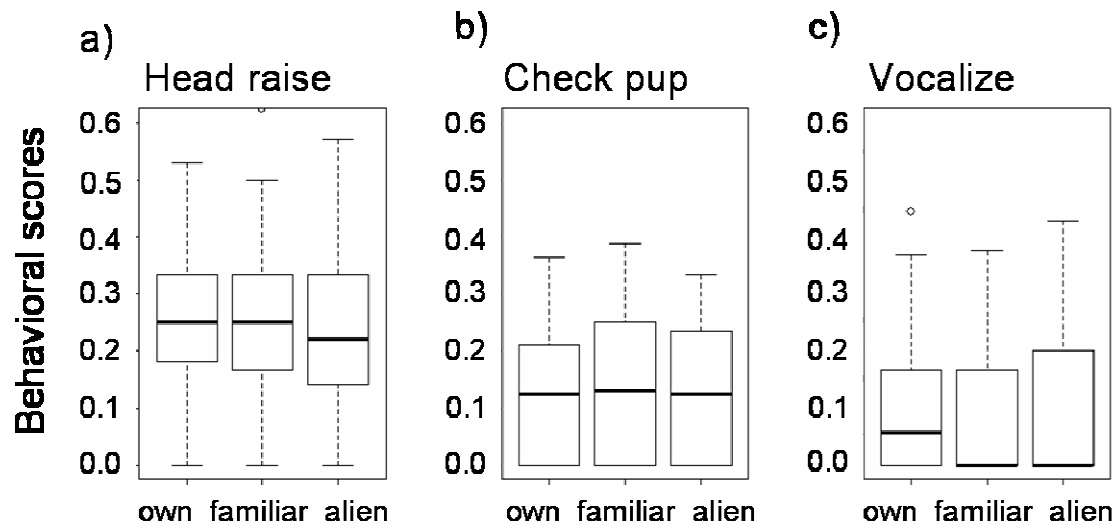 a)
Head raise
b)
Check pup
c)
Vocalize
Behavioral scores
0.6
0.5
0.4
0.3
0.2
0.1
0.0
own familiar alien
0.6
0.5
0.4
0.3
0.2
0.1
0.0
own familiar alien
0.6
0.5
0.4
0.3
0.2
0.1
0.0
own familiar alien